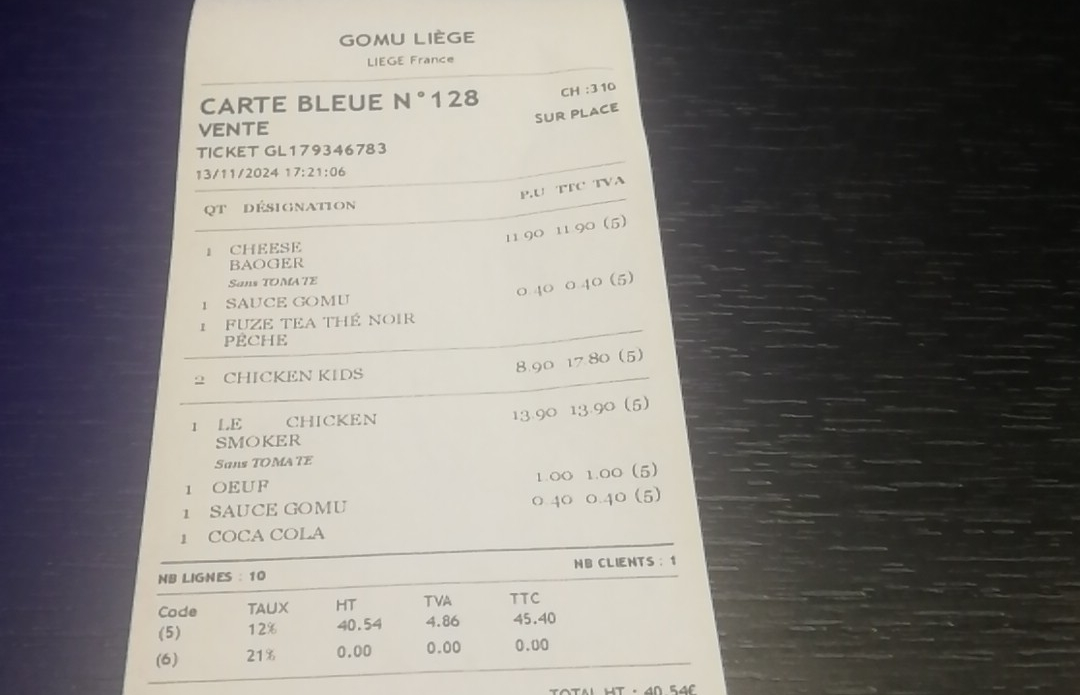 GOMU LIÈGE
LIEGE France
CARTE BLEUE N°128 CH :310
VENTE SUR PLACE
TICKET GL179346783
13/11/2024 17:21:06
QT DÉSIGNATION P.U TTC TVA
1 CHEESE 11.90 11.90 (5)
BAOGER
Sans TOMATE
1 SAUCE GOMU 0.40 0.40 (5)
1 FUZE TEA THÉ NOIR
PÊCHE
2 CHICKEN KIDS 8.90 17.80 (5)
1 LE CHICKEN 13.90 13.90 (5)
SMOKER
Sans TOMATE
1 OEUF 1.00 1.00 (5)
1 SAUCE GOMU 0.40 0.40 (5)
1 COCA COLA
NB LIGNES : 10 NB CLIENTS : 1
Code TAUX HT TVA TTC
(5) 12% 40.54 4.86 45.40
(6) 21% 0.00 0.00 0.00
TOTAL HT : 40.54€